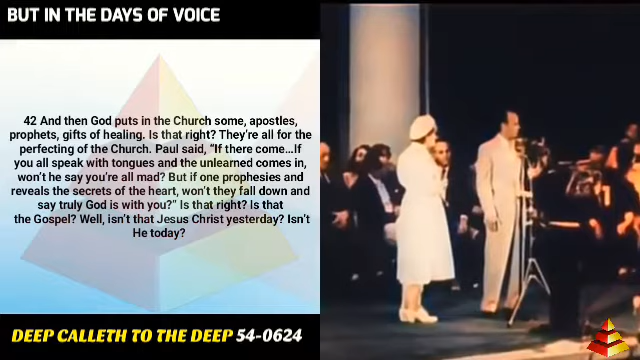 BUT IN THE DAYS OF VOICE
42 And then God puts in the Church some, apostles,
prophets, gifts of healing. Is that right? They're all for the
perfecting of the Church. Paul said, "If there come...If
you all speak with tongues and the unlearned comes in,
won't he say you're all mad? But if one prophesies and
reveals the secrets of the heart, won't they fall down and
say truly God is with you?" Is that right? Is that
the Gospel? Well, isn't that Jesus Christ yesterday? Isn't
He today?
DEEP CALLETH TO THE DEEP 54-0624